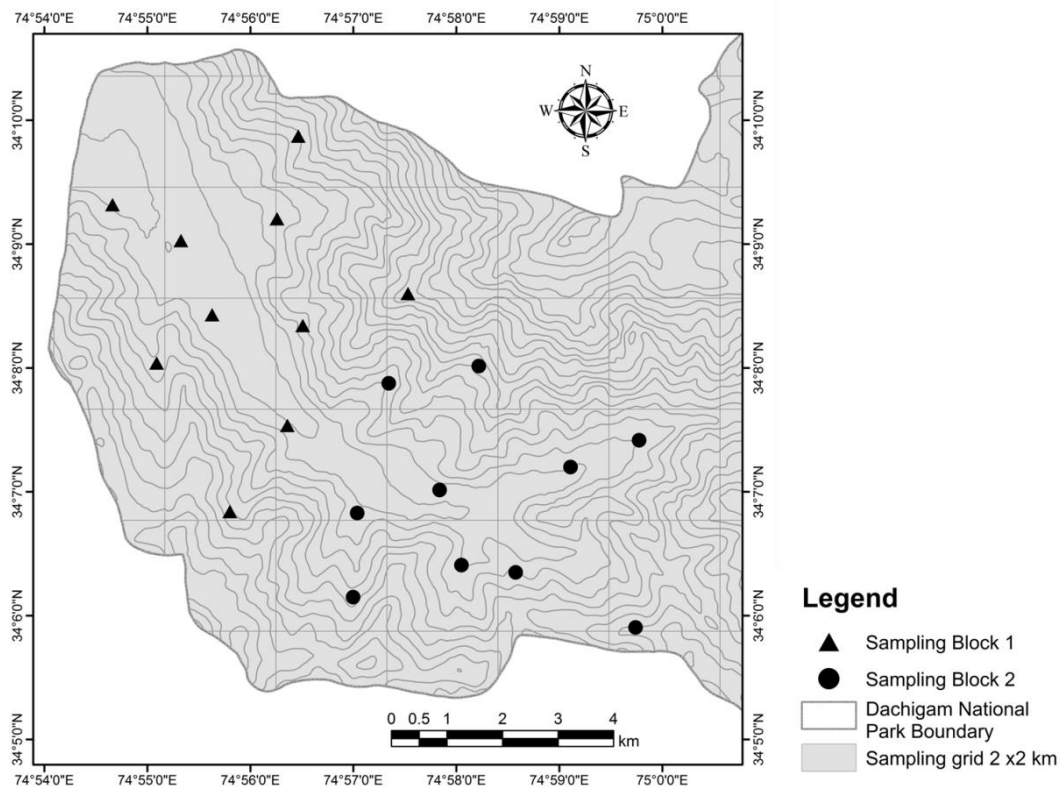 74°54'0"E 74°55'0"E 74°56'0"E 74°57'0"E 74°58'0"E 74°59'0"E 75°0'0"E
N
W E
S
34°10'0"N 34°10'0"N
34°9'0"N 34°9'0"N
34°8'0"N 34°8'0"N
34°7'0"N 34°7'0"N
34°6'0"N 34°6'0"N
34°5'0"N 34°5'0"N
0 0.5 1 2 3 4
km
74°54'0"E 74°55'0"E 74°56'0"E 74°57'0"E 74°58'0"E 74°59'0"E 75°0'0"E
Legend
Sampling Block 1
Sampling Block 2
Dachigam National
Park Boundary
Sampling grid 2 x2 km